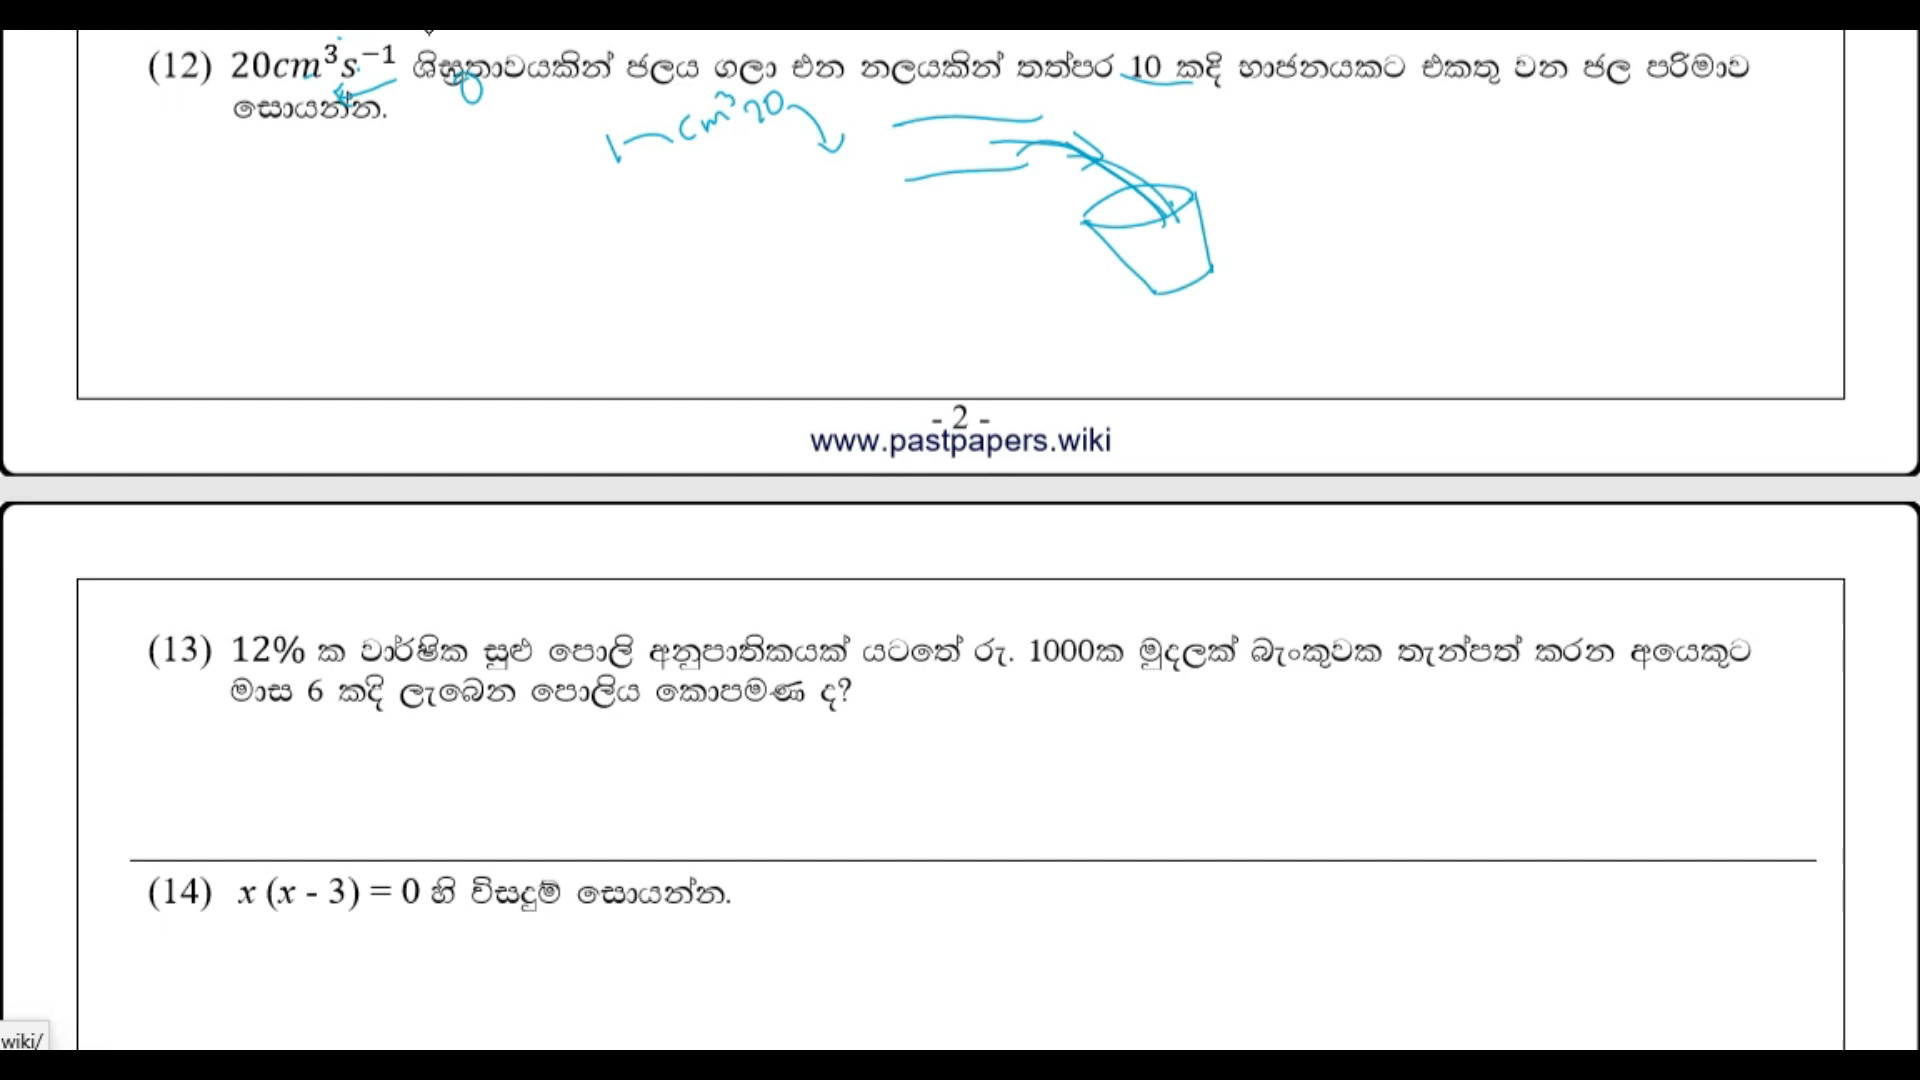 (12) 20cm³s⁻¹ ශීඝ්‍රතාවයකින් ජලය ගලා එන නලයකින් තත්පර 10 කදි භාජනයකට එකතු වන ජල පරිමාව
සොයන්න.
1 cm³ 20
- 2 -
www.pastpapers.wiki
(13) 12% ක වාර්ෂික සුළු පොලි අනුපාතිකයක් යටතේ රු. 1000ක මුදලක් බැංකුවක තැන්පත් කරන අයෙකුට
මාස 6 කදි ලැබෙන පොලිය කොපමණ ද?
(14) x (x - 3) = 0 හි විසදුම් සොයන්න.
wiki/